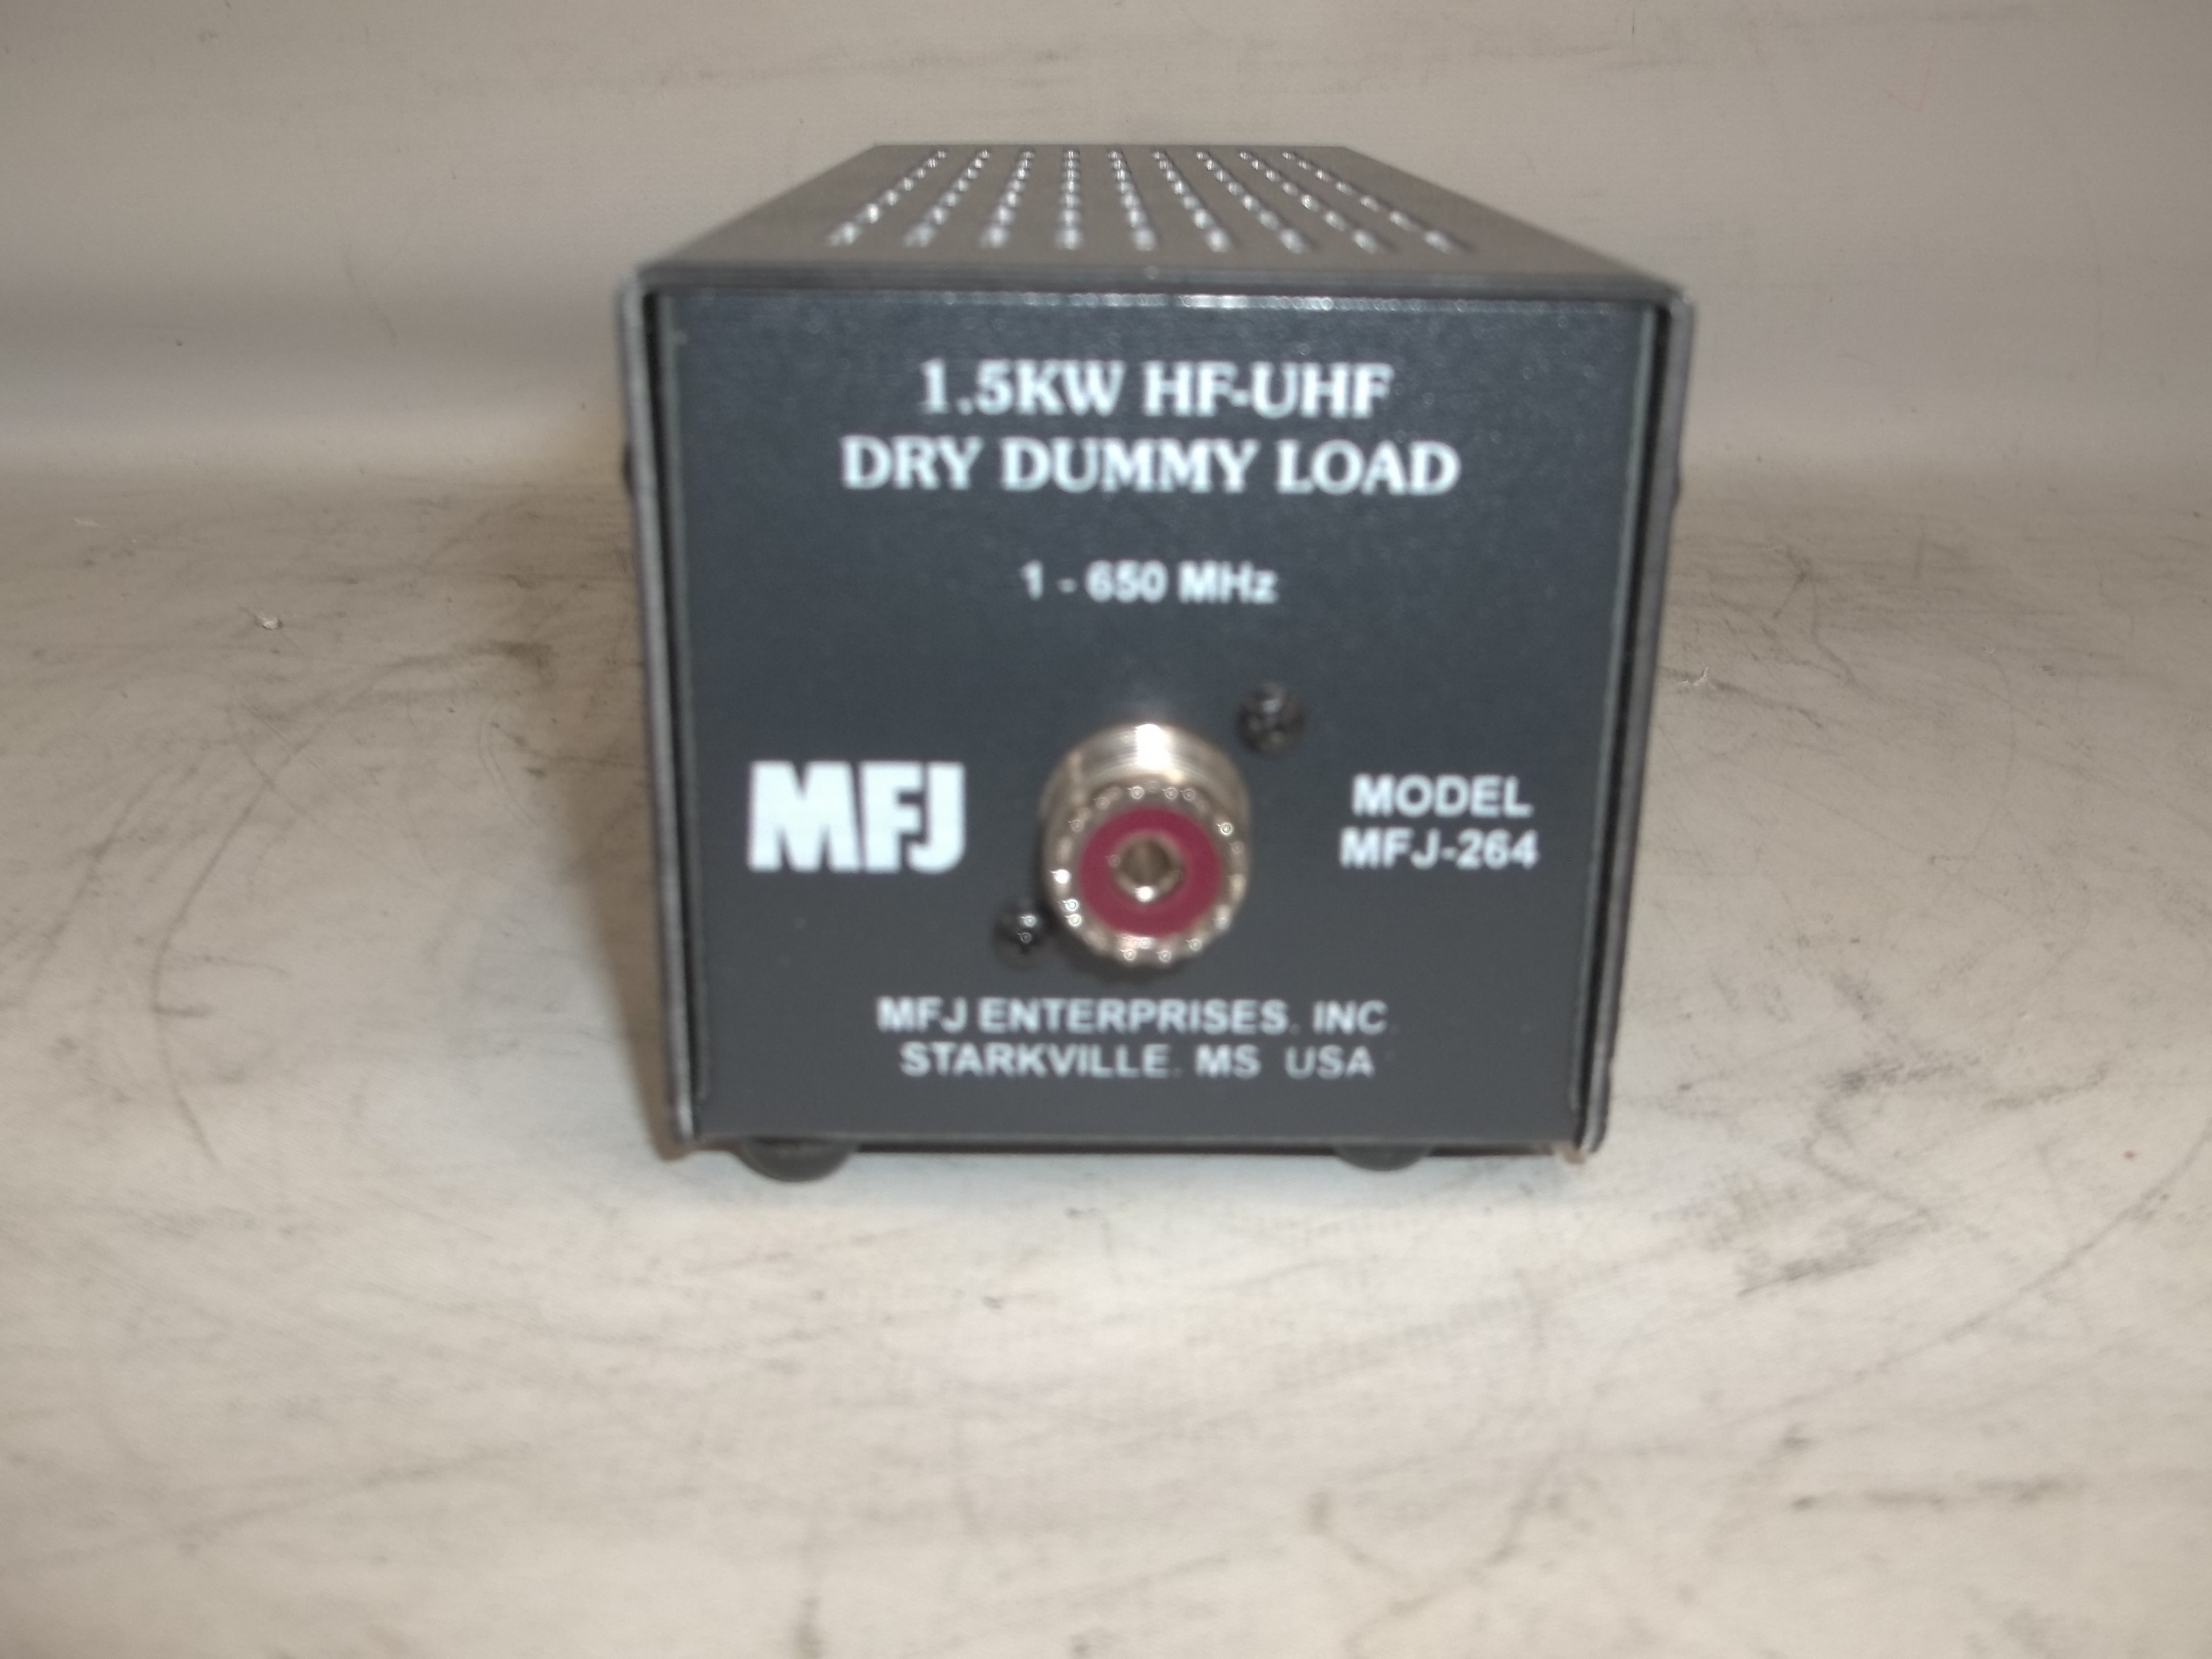 1.5KW HF-UHF
DRY DUMMY LOAD
1 - 650 MHz
MFJ
MODEL
MFJ-264
MFJ ENTERPRISES, INC.
STARKVILLE, MS USA